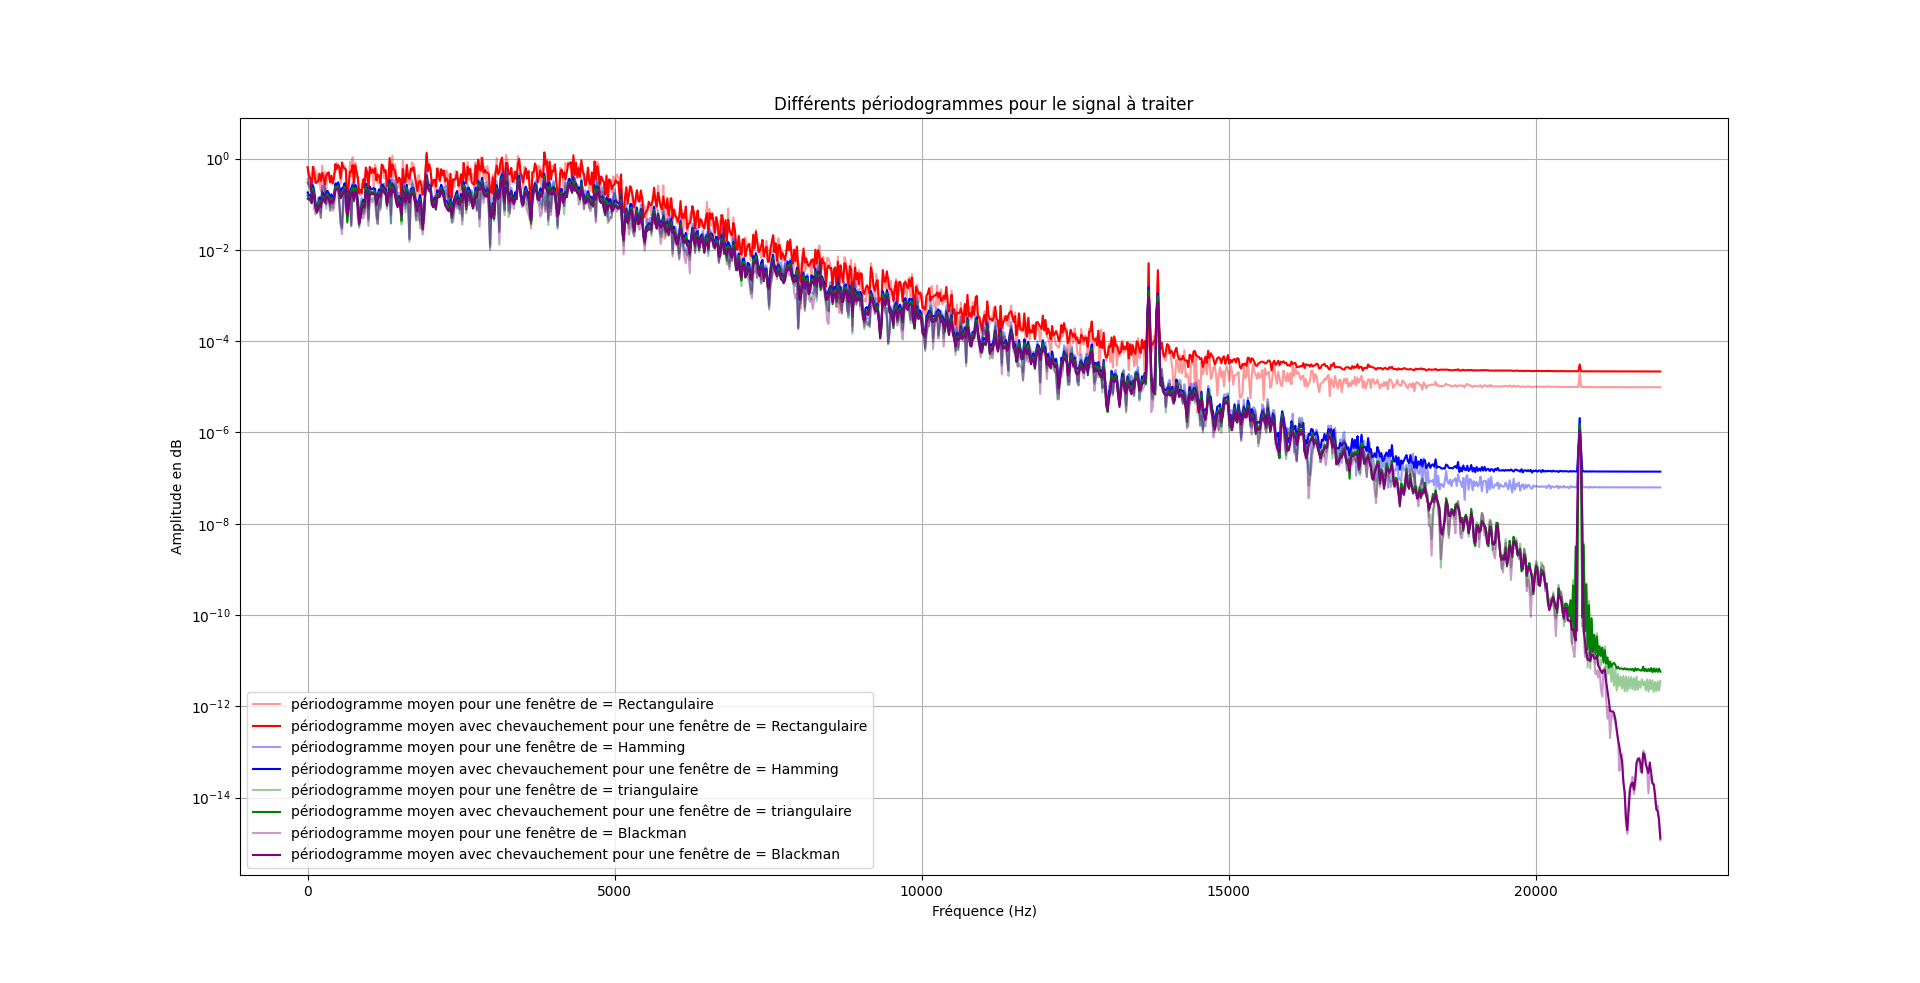 Différents périodogrammes pour le signal à traiter
Amplitude en dB
10⁰
10⁻²
10⁻⁴
10⁻⁶
10⁻⁸
10⁻¹⁰
10⁻¹²
10⁻¹⁴
périodogramme moyen pour une fenêtre de = Rectangulaire
périodogramme moyen avec chevauchement pour une fenêtre de = Rectangulaire
périodogramme moyen pour une fenêtre de = Hamming
périodogramme moyen avec chevauchement pour une fenêtre de = Hamming
périodogramme moyen pour une fenêtre de = triangulaire
périodogramme moyen avec chevauchement pour une fenêtre de = triangulaire
périodogramme moyen pour une fenêtre de = Blackman
périodogramme moyen avec chevauchement pour une fenêtre de = Blackman
0 5000 10000 15000 20000
Fréquence (Hz)